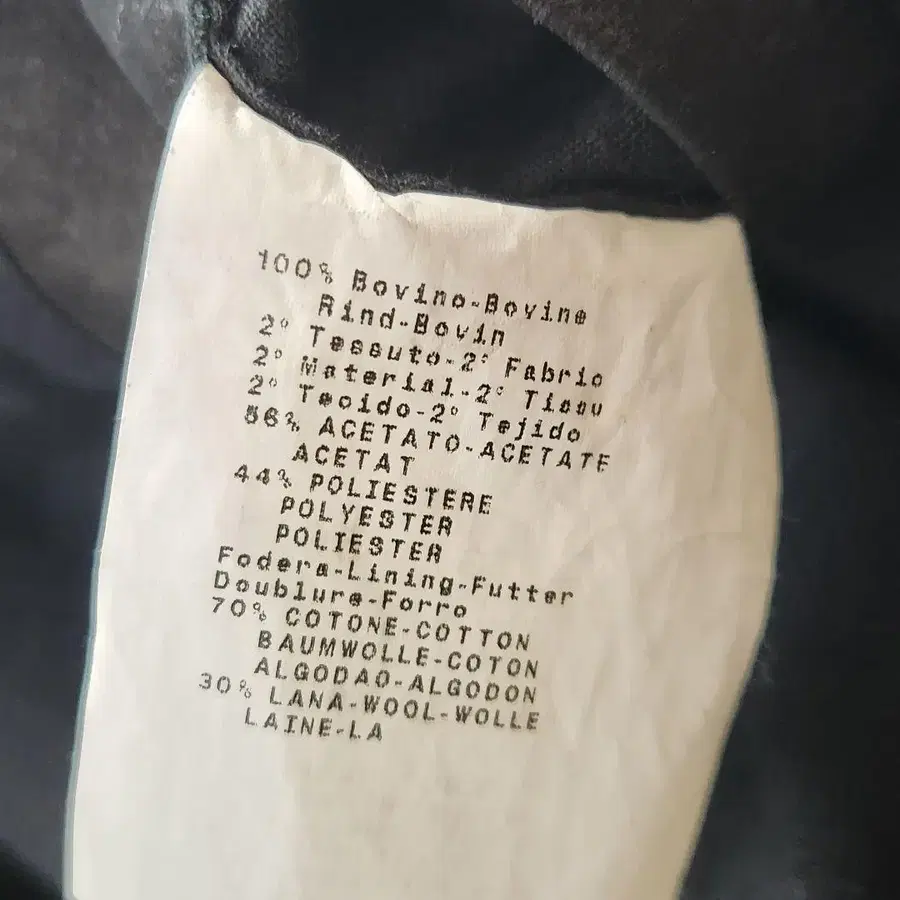 100% Bovino-Bovine
Rind-Bovin
2° Tessuto-2° Fabric
2° Material-2° Tissu
2° Tecido-2° Tejido
56% ACETATO-ACETATE
ACETAT
44% POLIESTERE
POLYESTER
POLIESTER
Fodera-Lining-Futter
Doublure-Forro
70% COTONE-COTTON
BAUMWOLLE-COTON
ALGODAO-ALGODON
30% LANA-WOOL-WOLLE
LAINE-LA